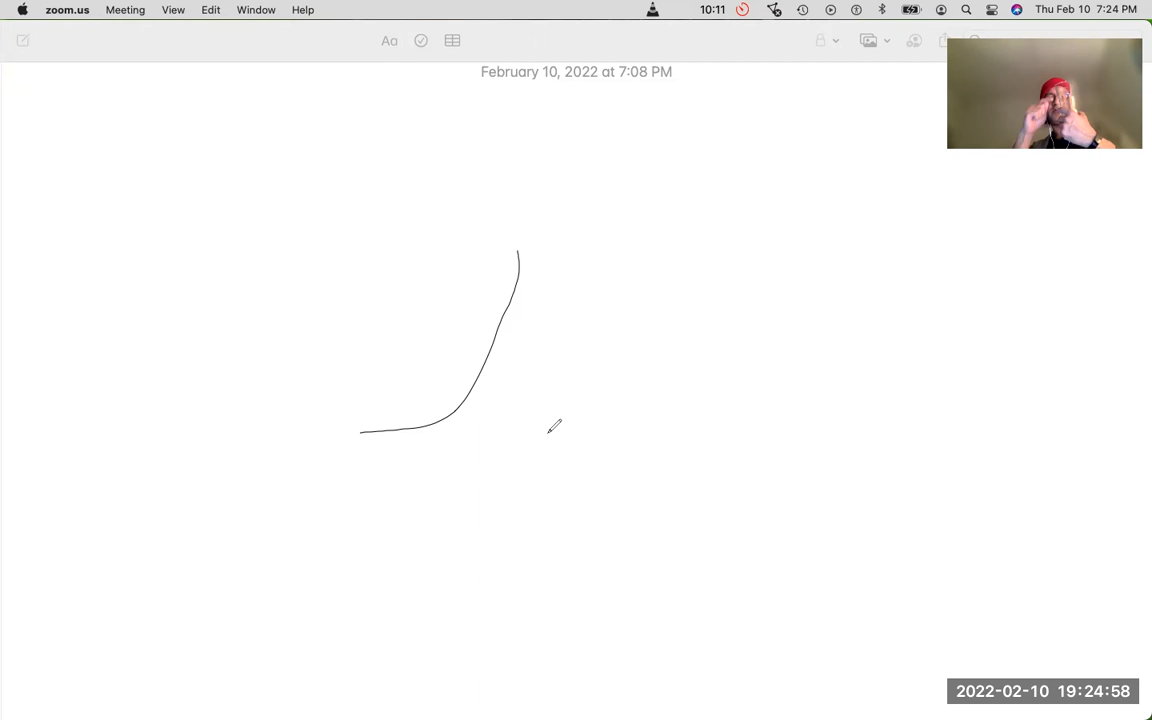 zoom.us Meeting View Edit Window Help 10:11 Thu Feb 10 7:24 PM
Aa
February 10, 2022 at 7:08 PM
2022-02-10 19:24:58